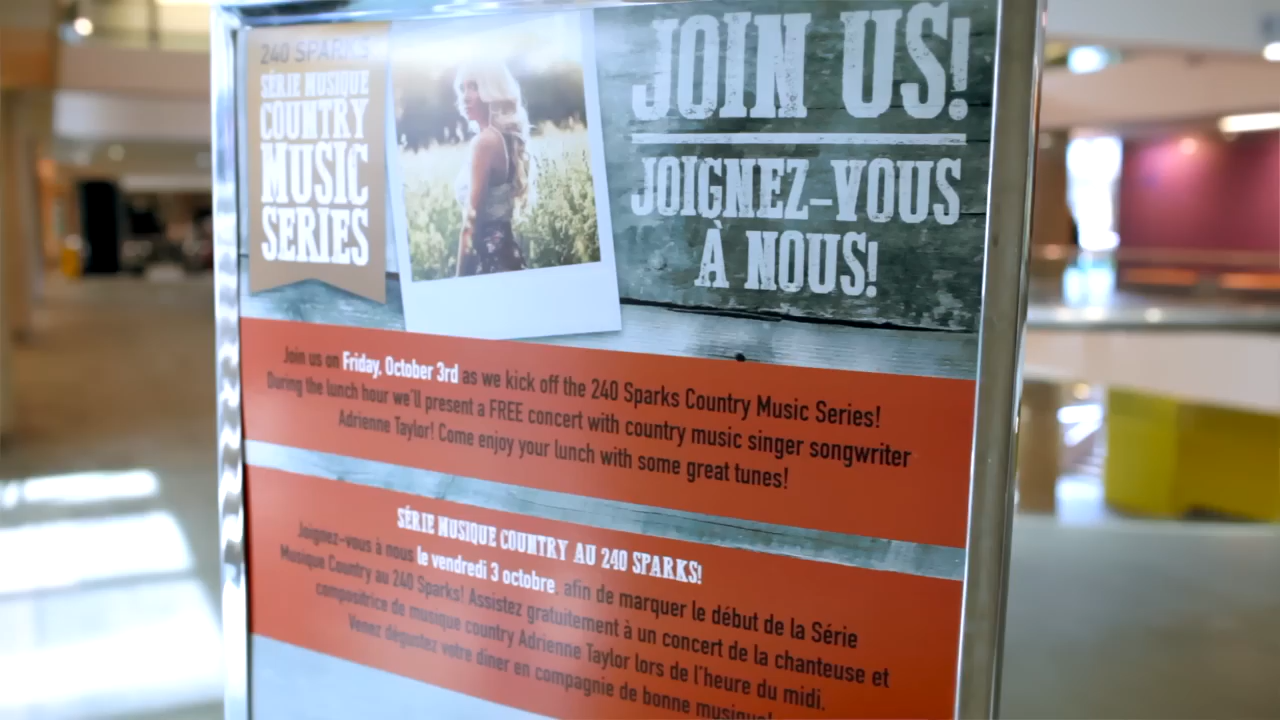 240 SPARKS
SÉRIE MUSIQUE
COUNTRY
MUSIC
SERIES
JOIN US!
JOIGNEZ-VOUS
À NOUS!
Join us on Friday, October 3rd as we kick off the 240 Sparks Country Music Series!
During the lunch hour we'll present a FREE concert with country music singer songwriter
Adrienne Taylor! Come enjoy your lunch with some great tunes!
SÉRIE MUSIQUE COUNTRY AU 240 SPARKS!
Joignez-vous à nous le vendredi 3 octobre, afin de marquer le début de la Série
Musique Country au 240 Sparks! Assistez gratuitement à un concert de la chanteuse et
compositrice de musique country Adrienne Taylor lors de l'heure du midi.
Venez déguster votre diner en compagnie de bonne musique!